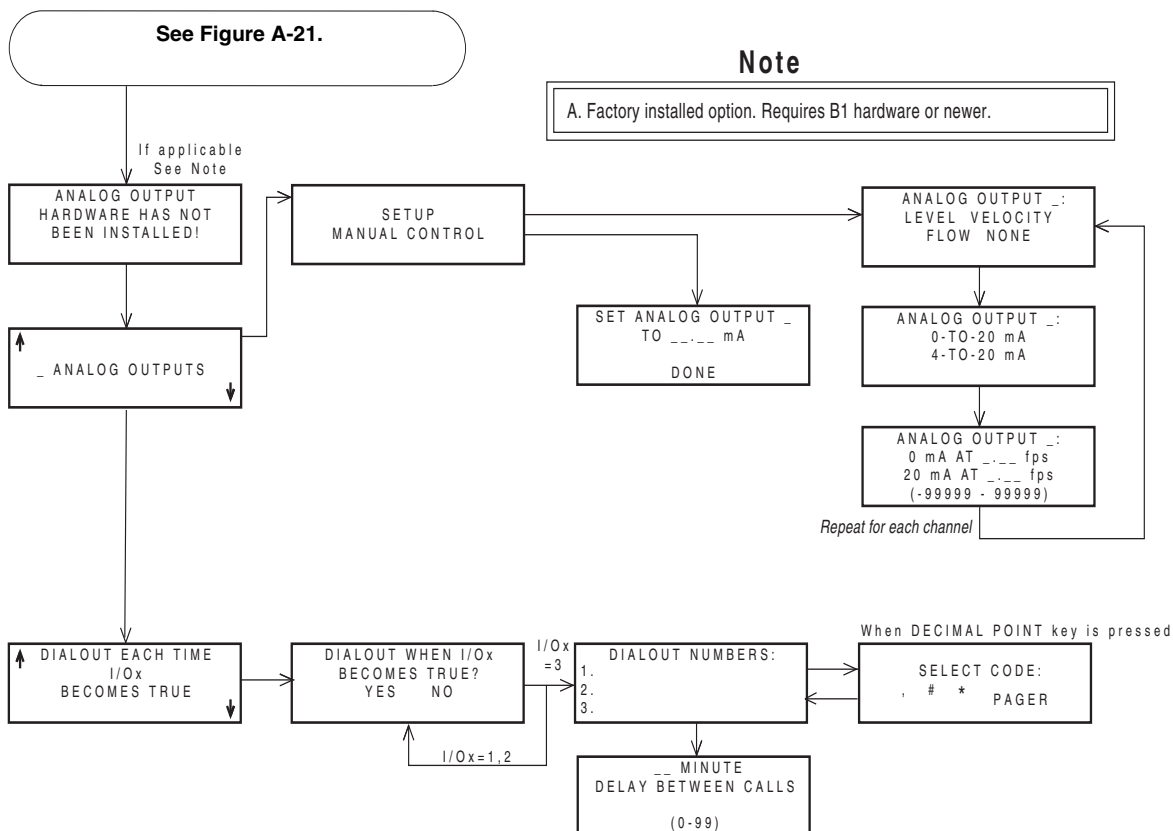 See Figure A-21.
Note
A. Factory installed option. Requires B1 hardware or newer.
If applicable
See Note
ANALOG OUTPUT
HARDWARE HAS NOT
BEEN INSTALLED!
SETUP
MANUAL CONTROL
ANALOG OUTPUT _:
LEVEL VELOCITY
FLOW NONE
_ ANALOG OUTPUTS
SET ANALOG OUTPUT _
TO __.__ mA
DONE
ANALOG OUTPUT _:
0-TO-20 mA
4-TO-20 mA
ANALOG OUTPUT _:
0 mA AT _.__ fps
20 mA AT _.__ fps
(-99999 - 99999)
Repeat for each channel
DIALOUT EACH TIME
I/Ox
BECOMES TRUE
DIALOUT WHEN I/Ox
BECOMES TRUE?
YES NO
I/Ox
=3
I/Ox=1,2
DIALOUT NUMBERS:
1.
2.
3.
When DECIMAL POINT key is pressed
SELECT CODE:
, # * PAGER
__ MINUTE
DELAY BETWEEN CALLS
(0-99)